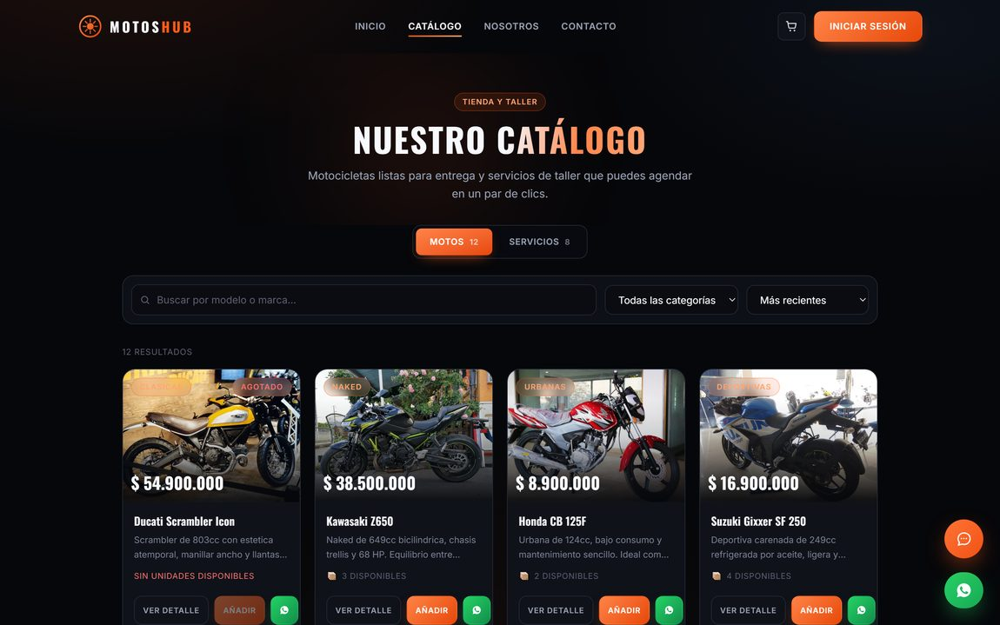 MOTOSHUB
INICIO CATÁLOGO NOSOTROS CONTACTO
INICIAR SESIÓN
TIENDA Y TALLER
NUESTRO CATÁLOGO
Motocicletas listas para entrega y servicios de taller que puedes agendar
en un par de clics.
MOTOS 12 SERVICIOS 8
Buscar por modelo o marca...
Todas las categorías
Más recientes
12 RESULTADOS
AGOTADO
$ 54.900.000
Ducati Scrambler Icon
Scrambler de 803cc con estetica
atemporal, manillar ancho y llantas...
SIN UNIDADES DISPONIBLES
VER DETALLE AÑADIR
NAKED
$ 38.500.000
Kawasaki Z650
Naked de 649cc bicilindrica, chasis
trellis y 68 HP. Equilibrio entre...
3 DISPONIBLES
VER DETALLE AÑADIR
URBANAS
$ 8.900.000
Honda CB 125F
Urbana de 124cc, bajo consumo y
mantenimiento sencillo. Ideal com...
2 DISPONIBLES
VER DETALLE AÑADIR
DEPORTIVAS
$ 16.900.000
Suzuki Gixxer SF 250
Deportiva carenada de 249cc
refrigerada por aceite, ligera y...
4 DISPONIBLES
VER DETALLE AÑADIR